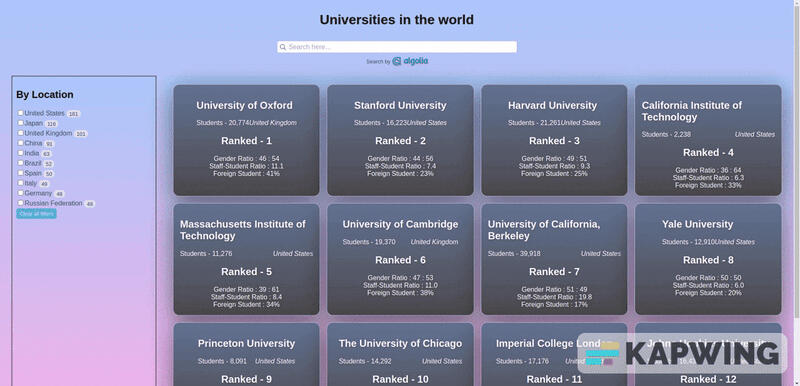 Universities in the world
Search here...
Search by algolia
By Location
United States 161
Japan 116
United Kingdom 101
China 91
India 63
Brazil 52
Spain 50
Italy 49
Germany 48
Russian Federation 48
Clear all filters
University of Oxford
Students - 20,774 United Kingdom
Ranked - 1
Gender Ratio : 46 : 54
Staff-Student Ratio : 11.1
Foreign Student : 41%
Stanford University
Students - 16,223 United States
Ranked - 2
Gender Ratio : 44 : 56
Staff-Student Ratio : 7.4
Foreign Student : 23%
Harvard University
Students - 21,261 United States
Ranked - 3
Gender Ratio : 49 : 51
Staff-Student Ratio : 9.3
Foreign Student : 25%
California Institute of
Technology
Students - 2,238 United States
Ranked - 4
Gender Ratio : 36 : 64
Staff-Student Ratio : 6.3
Foreign Student : 33%
Massachusetts Institute of
Technology
Students - 11,276 United States
Ranked - 5
Gender Ratio : 39 : 61
Staff-Student Ratio : 8.4
Foreign Student : 34%
University of Cambridge
Students - 19,370 United Kingdom
Ranked - 6
Gender Ratio : 47 : 53
Staff-Student Ratio : 11.0
Foreign Student : 38%
University of California,
Berkeley
Students - 39,918 United States
Ranked - 7
Gender Ratio : 51 : 49
Staff-Student Ratio : 19.8
Foreign Student : 17%
Yale University
Students - 12,910 United States
Ranked - 8
Gender Ratio : 50 : 50
Staff-Student Ratio : 6.0
Foreign Student : 20%
Princeton University
Students - 8,091 United States
Ranked - 9
The University of Chicago
Students - 14,292 United States
Ranked - 10
Imperial College London
Students - 17,176
Ranked - 11
University
Ranked - 12
KAPWING